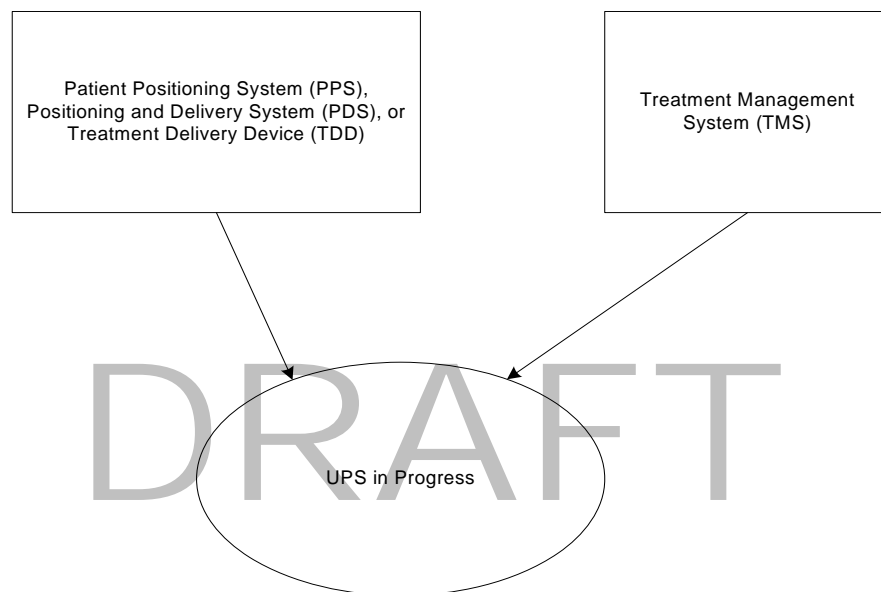 Patient Positioning System (PPS),
Positioning and Delivery System (PDS), or
Treatment Delivery Device (TDD)
Treatment Management
System (TMS)
DRAFT
UPS in Progress